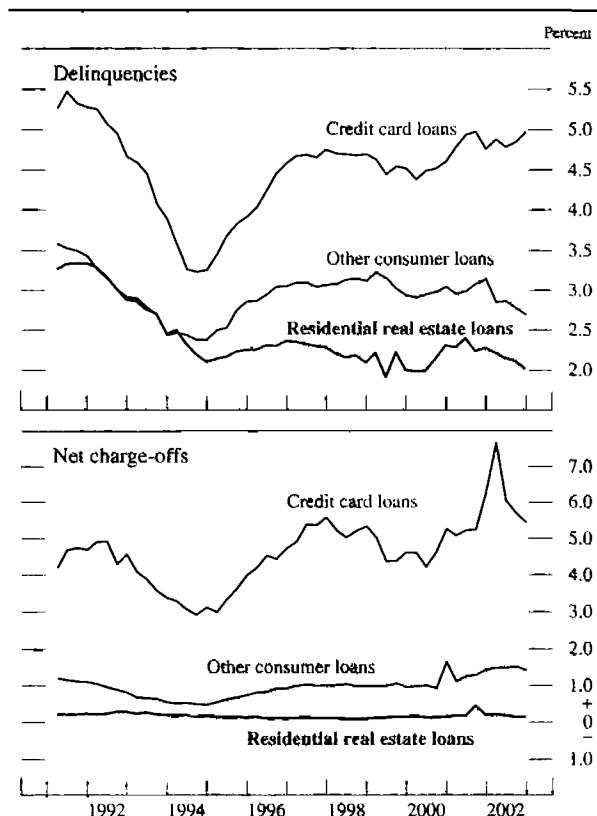 Percent
Delinquencies
5.5
Credit card loans
5.0
4.5
4.0
3.5
Other consumer loans
3.0
Residential real estate loans
2.5
2.0
Net charge-offs
7.0
Credit card loans
6.0
5.0
4.0
3.0
2.0
Other consumer loans
1.0
+
0
−
Residential real estate loans
1.0
1992 1994 1996 1998 2000 2002